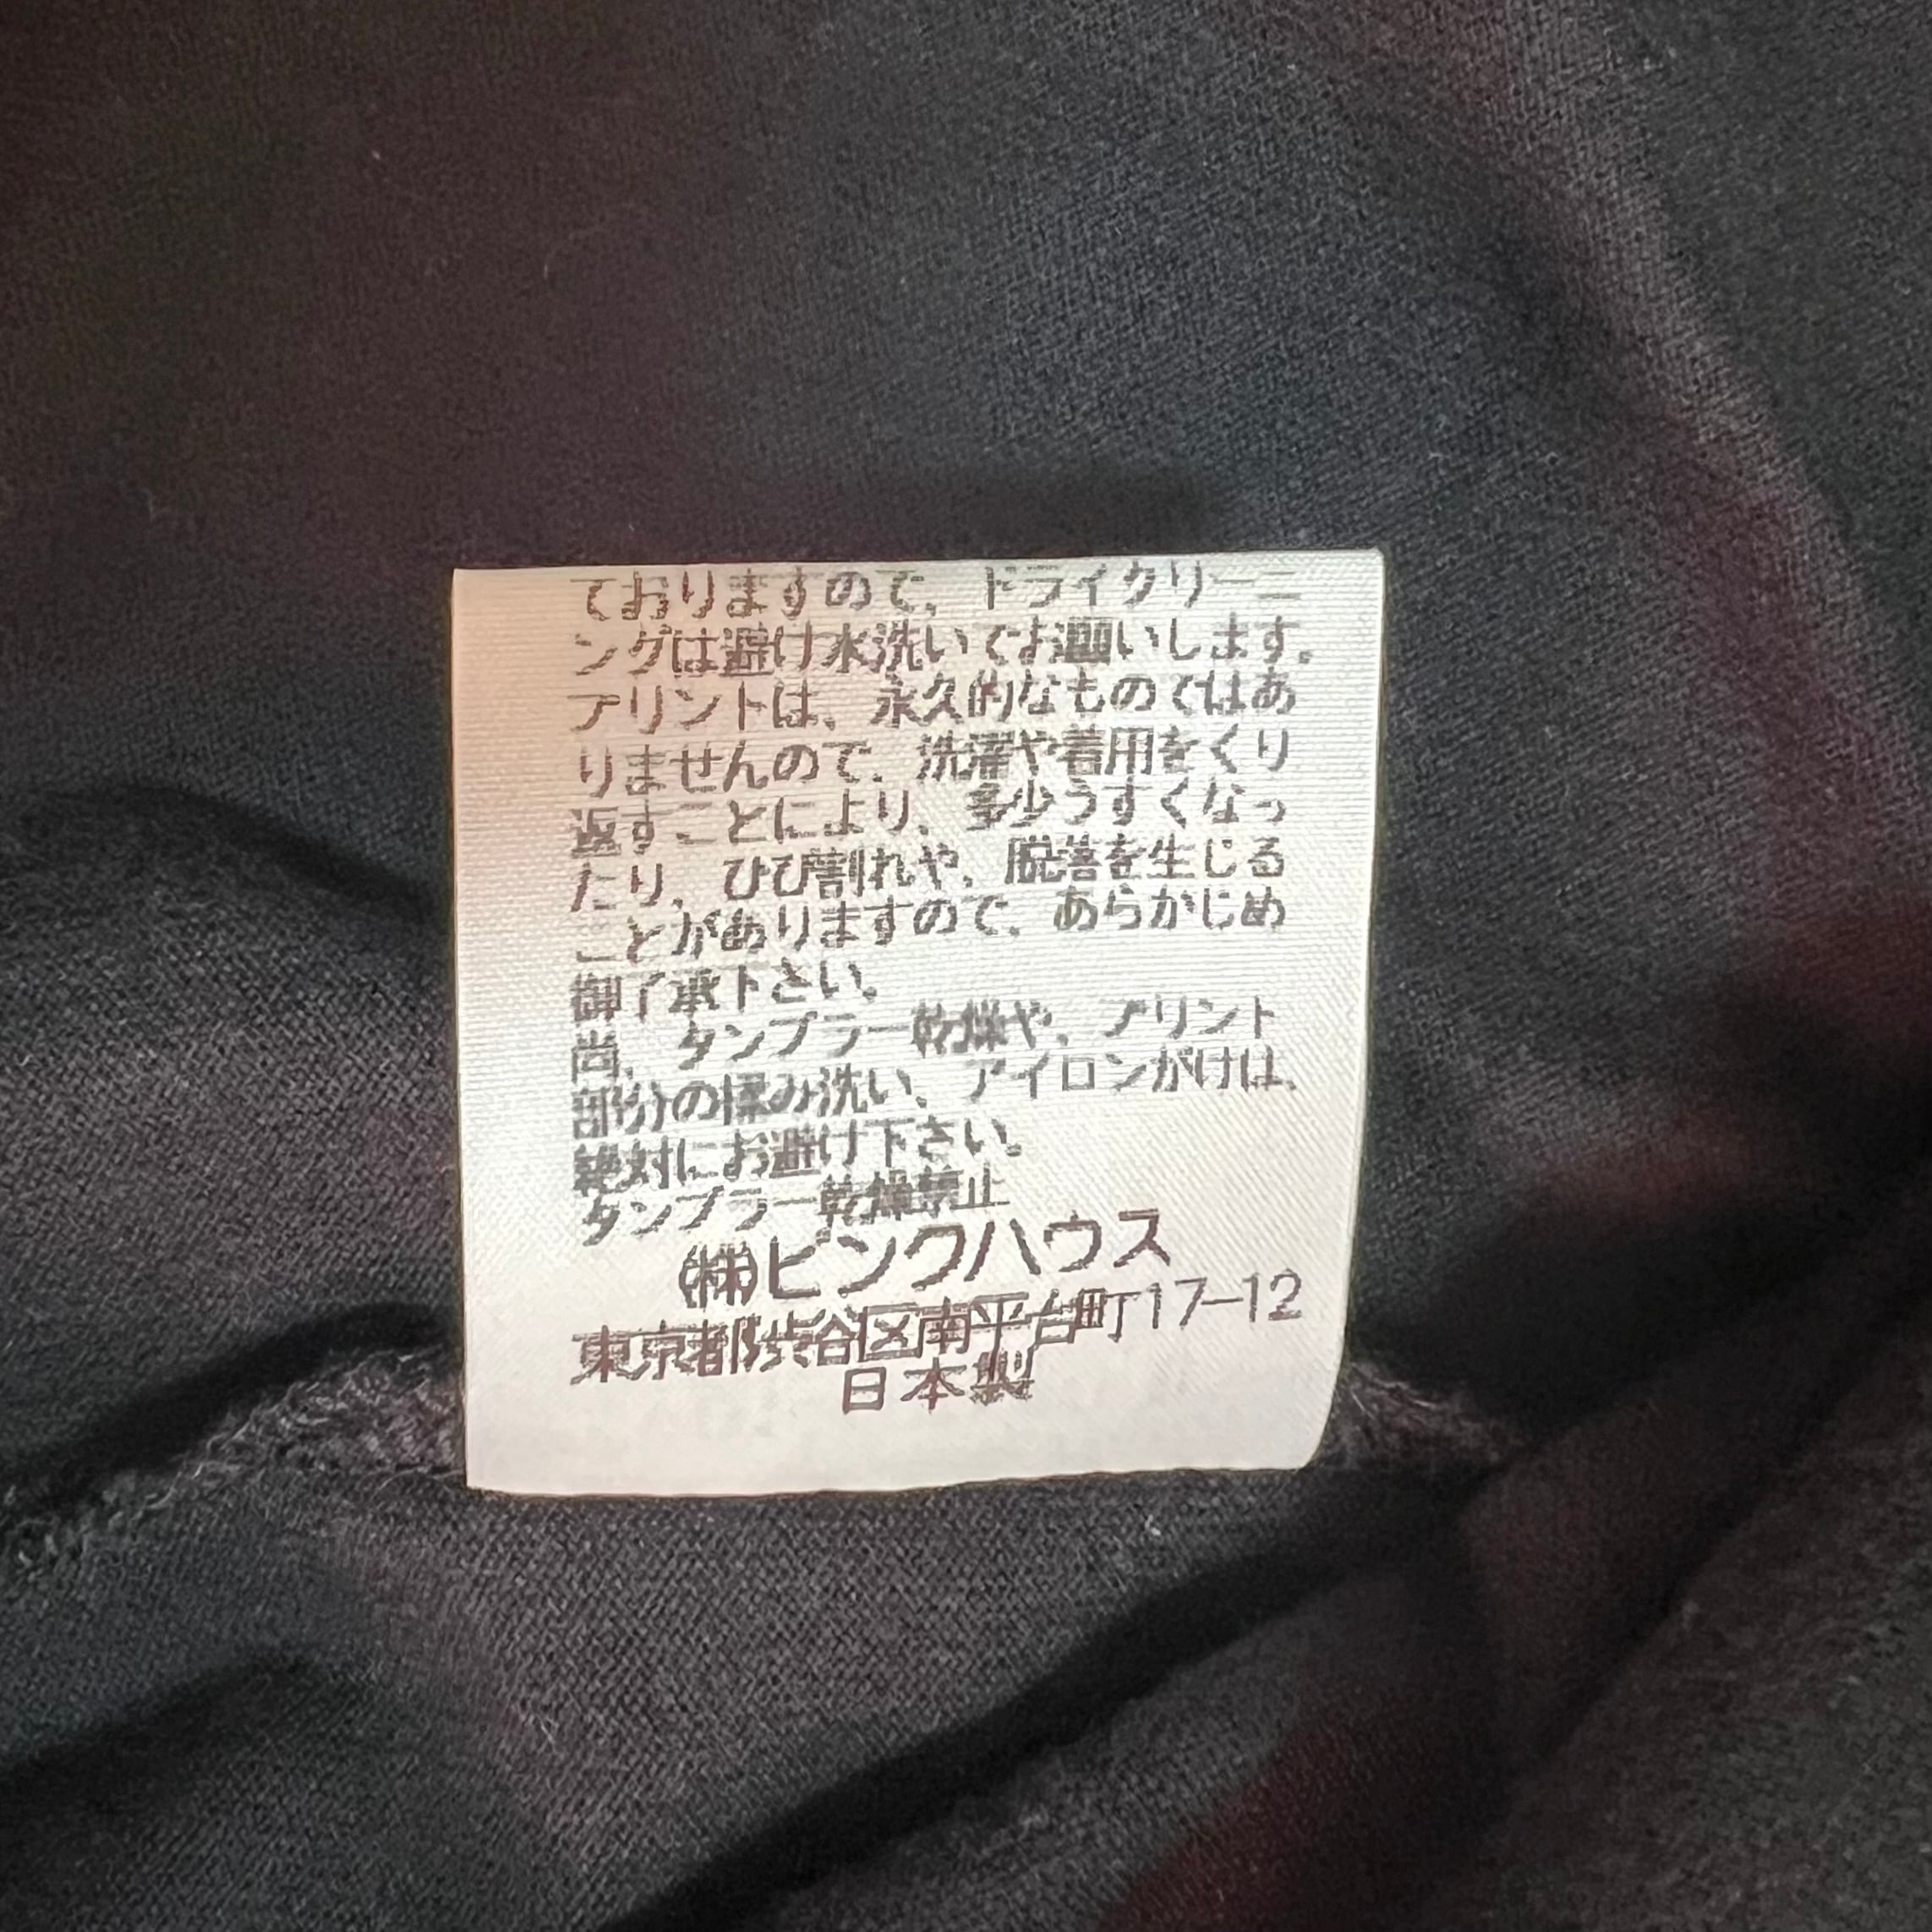 ておりますので、ドライクリーニ
ングは避け水洗いでお願いします。
プリントは、永久的なものではあ
りませんので、洗濯や着用をくり
返すことにより、多少うすくなっ
たり、ひび割れや、脱落を生じる
ことがありますので、あらかじめ
御了承下さい。
尚、タンブラー乾燥や、プリント
部分の揉み洗い、アイロンがけは、
絶対にお避け下さい。
タンブラー乾燥禁止
㈱ピンクハウス
東京都渋谷区南平台町17-12
日本製